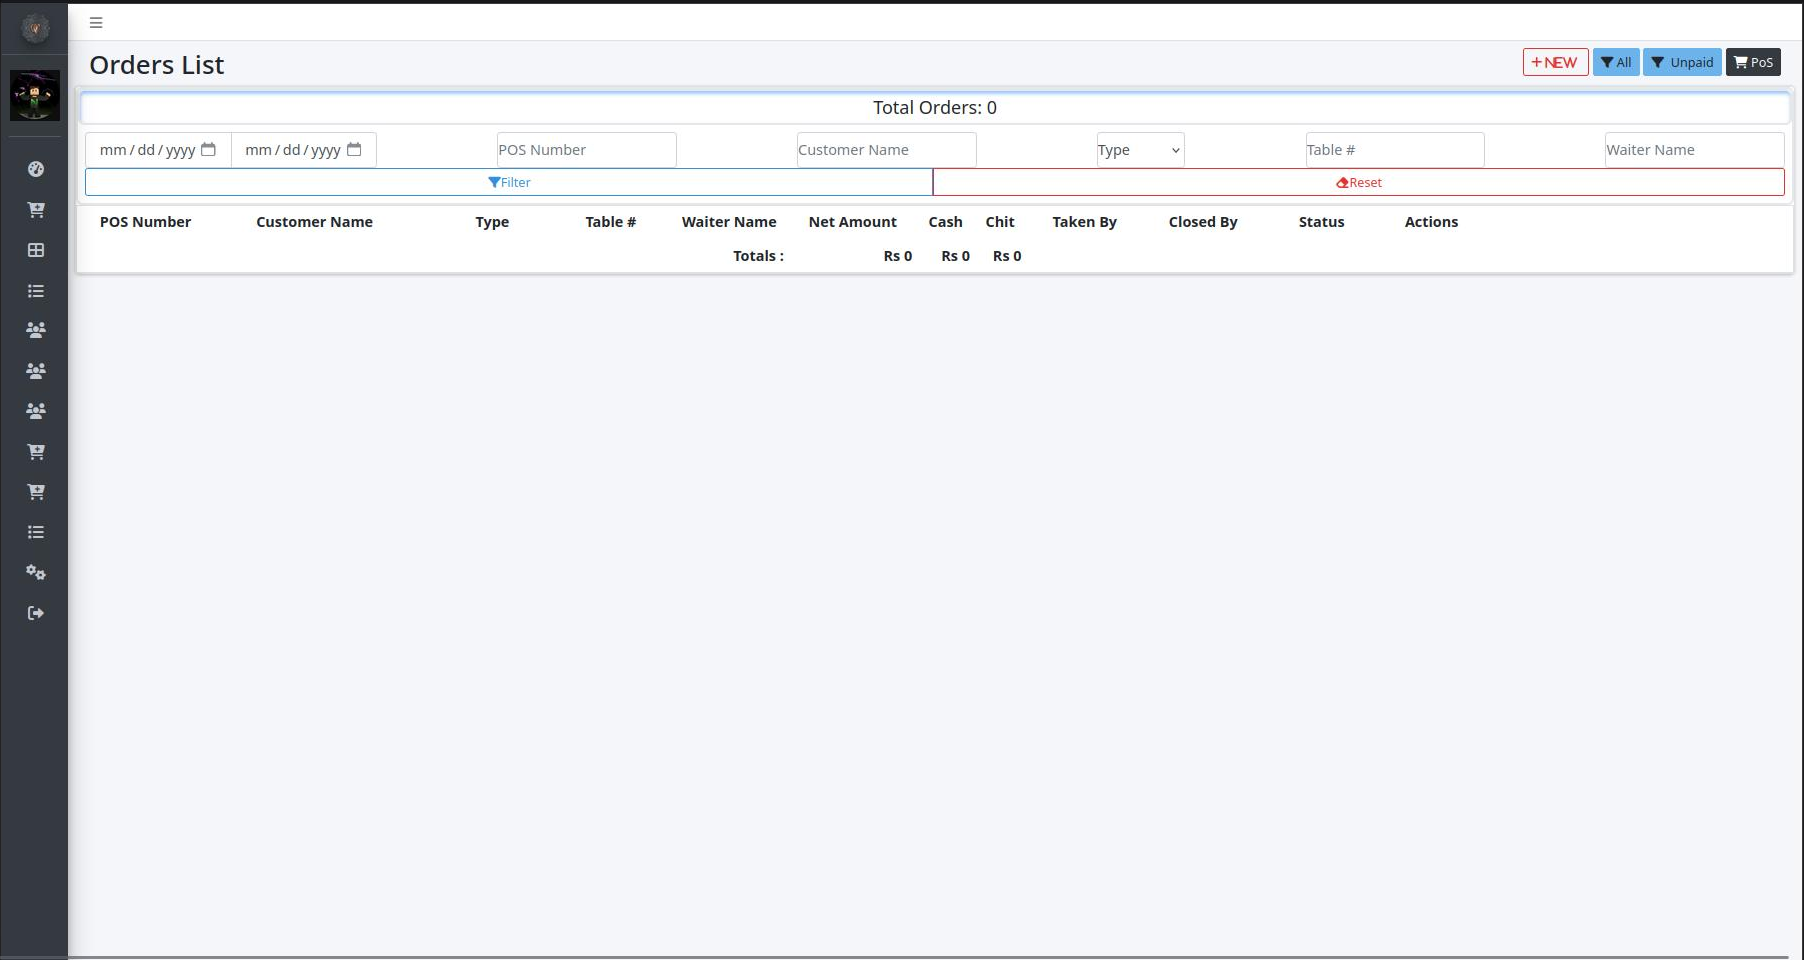 Orders List
+ NEW All Unpaid PoS
Total Orders: 0
mm / dd / yyyy mm / dd / yyyy POS Number Customer Name Type Table # Waiter Name
Filter Reset
POS Number Customer Name Type Table # Waiter Name Net Amount Cash Chit Taken By Closed By Status Actions
Totals : Rs 0 Rs 0 Rs 0